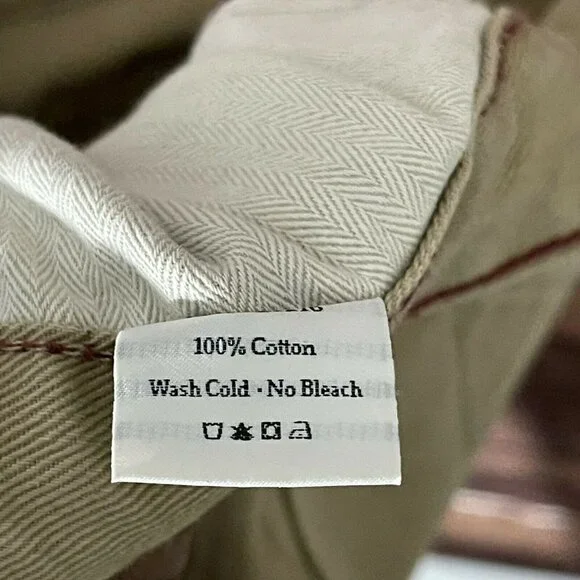 100% Cotton
Wash Cold · No Bleach